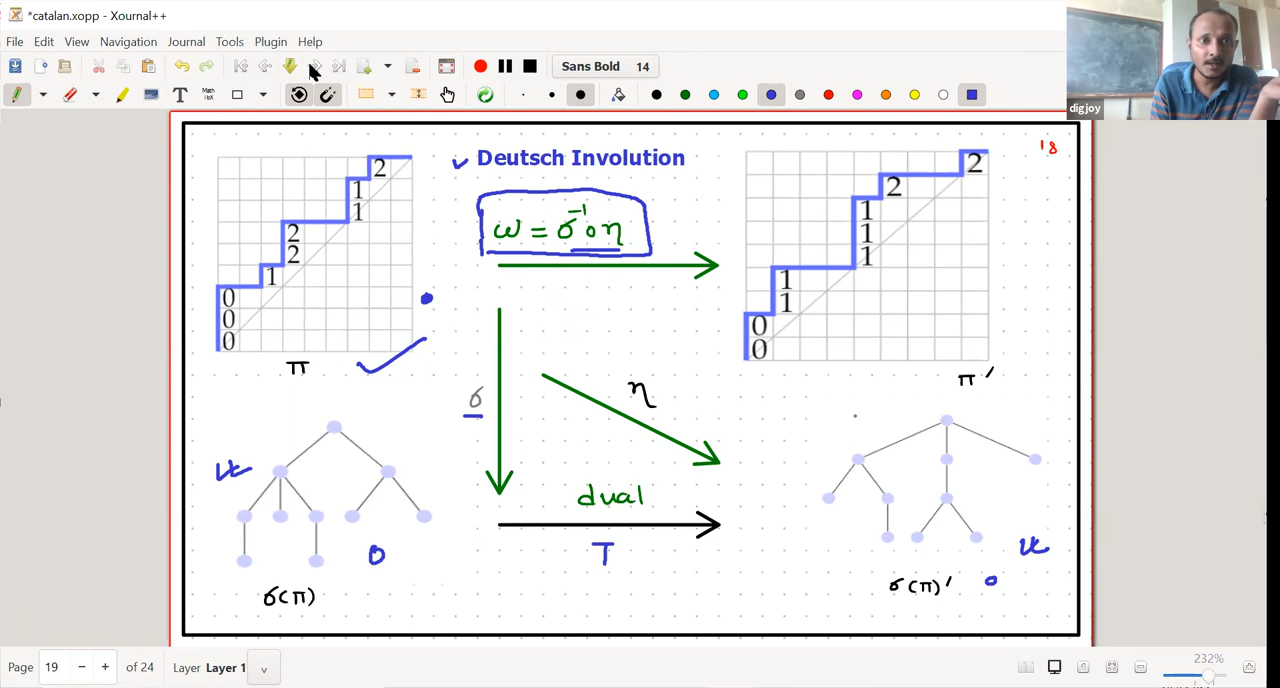 *catalan.xopp - Xournal++
File Edit View Navigation Journal Tools Plugin Help
Sans Bold 14
digjoy
Deutsch Involution
18
ω = σ⁻¹ o η
2
1
1
2
2
1
0
0
0
π
2
2
1
1
1
1
1
0
0
π′
σ
η
dual
T
σ(π)
σ(π)′
Page 19 − + of 24 Layer Layer 1
232%